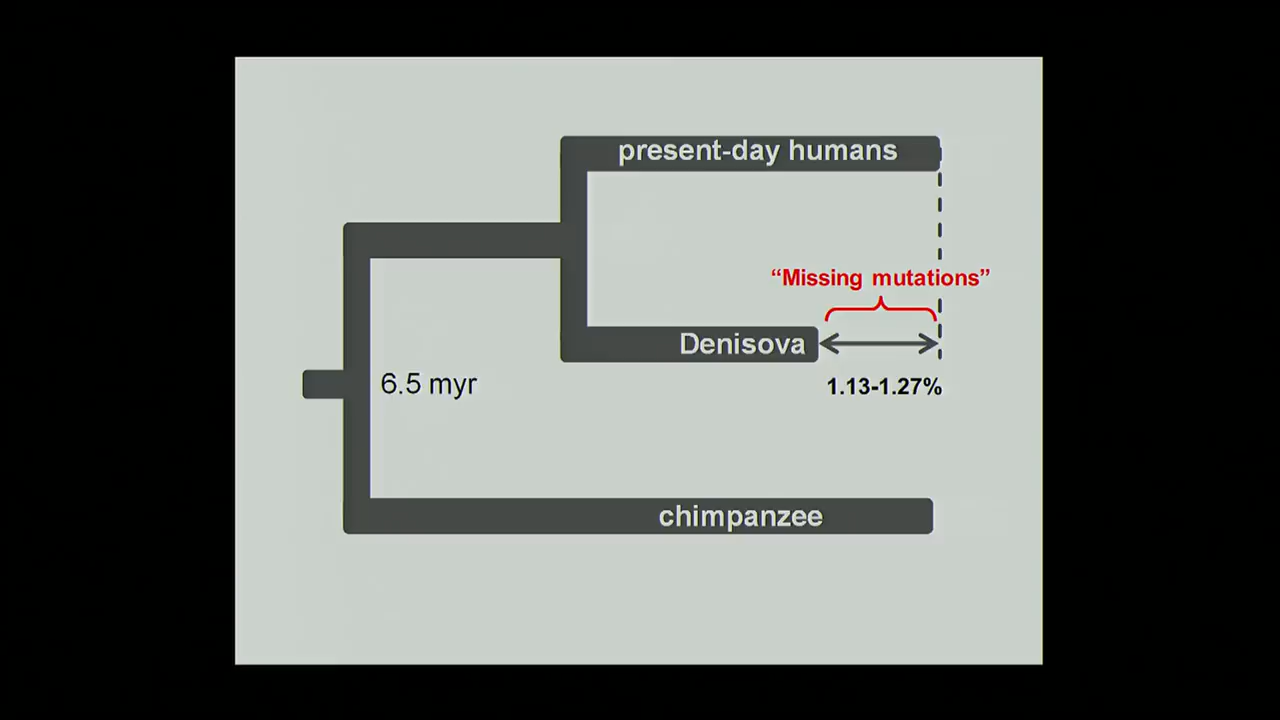 present-day humans
“Missing mutations”
Denisova
6.5 myr
1.13-1.27%
chimpanzee